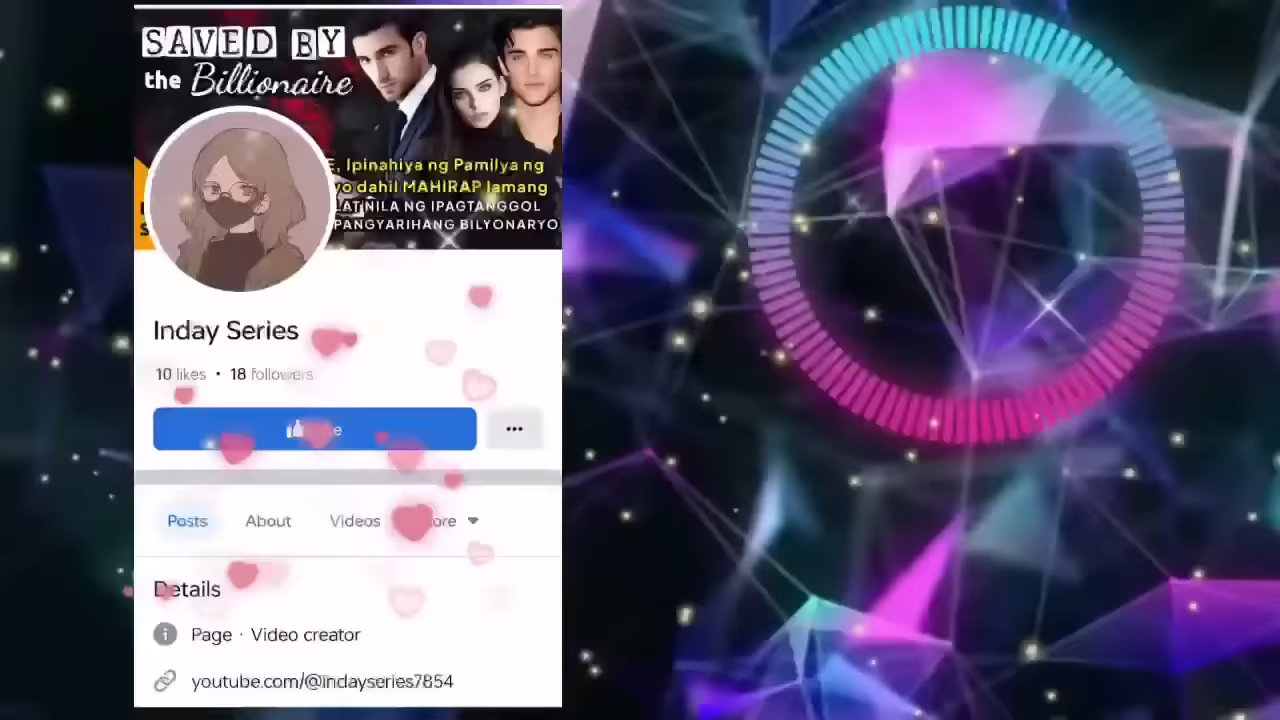 SAVED BY
the Billionaire
E, Ipinahiya ng Pamilya ng
yo dahil MAHIRAP lamang
NILA NG IPAGTANGGOL
PANGYARIHANG BILYONARYO
Inday Series
10 likes • 18 followers
•••
Posts About Videos
Details
Page · Video creator
youtube.com/@indayseries7854